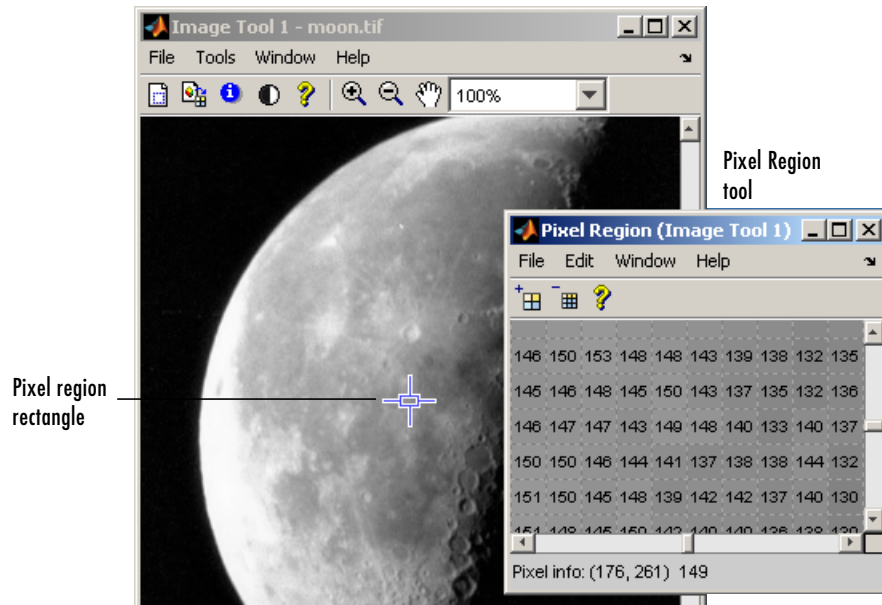 Image Tool 1 - moon.tif
File Tools Window Help
100%
Pixel Region
tool
Pixel Region (Image Tool 1)
File Edit Window Help
146 150 153 148 148 143 139 138 132 135
145 146 148 145 150 143 137 135 132 136
146 147 147 143 149 148 140 133 140 137
150 150 146 144 141 137 138 138 144 132
151 150 145 148 139 142 142 137 140 130
Pixel info: (176, 261) 149
Pixel region
rectangle